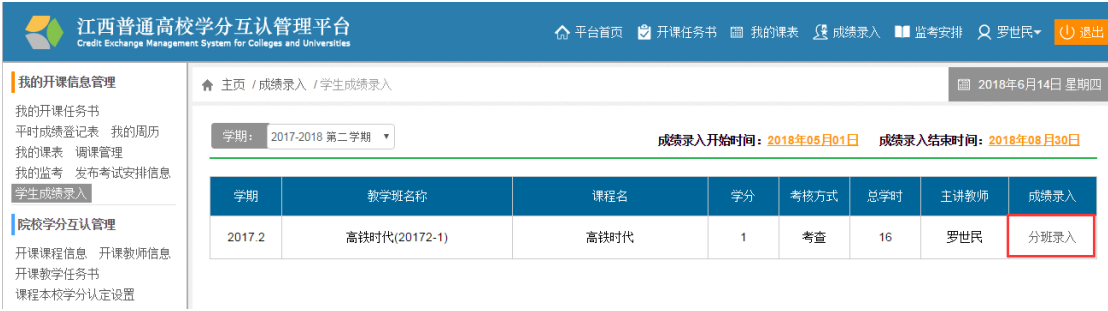 江西普通高校学分互认管理平台
Credit Exchange Management System for Colleges and Universities
平台首页 开课任务书 我的课表 成绩录入 监考安排 罗世民 退出
我的开课信息管理
我的开课任务书
平时成绩登记表 我的周历
我的课表 调课管理
我的监考 发布考试安排信息
学生成绩录入
院校学分互认管理
开课课程信息 开课教师信息
开课教学任务书
课程本校学分认定设置
主页 / 成绩录入 / 学生成绩录入
2018年6月14日 星期四
学期: 2017-2018 第二学期
成绩录入开始时间:2018年05月01日 成绩录入结束时间:2018年08月30日
学期 教学班名称 课程名 学分 考核方式 总学时 主讲教师 成绩录入
2017.2 高铁时代(20172-1) 高铁时代 1 考查 16 罗世民 分班录入